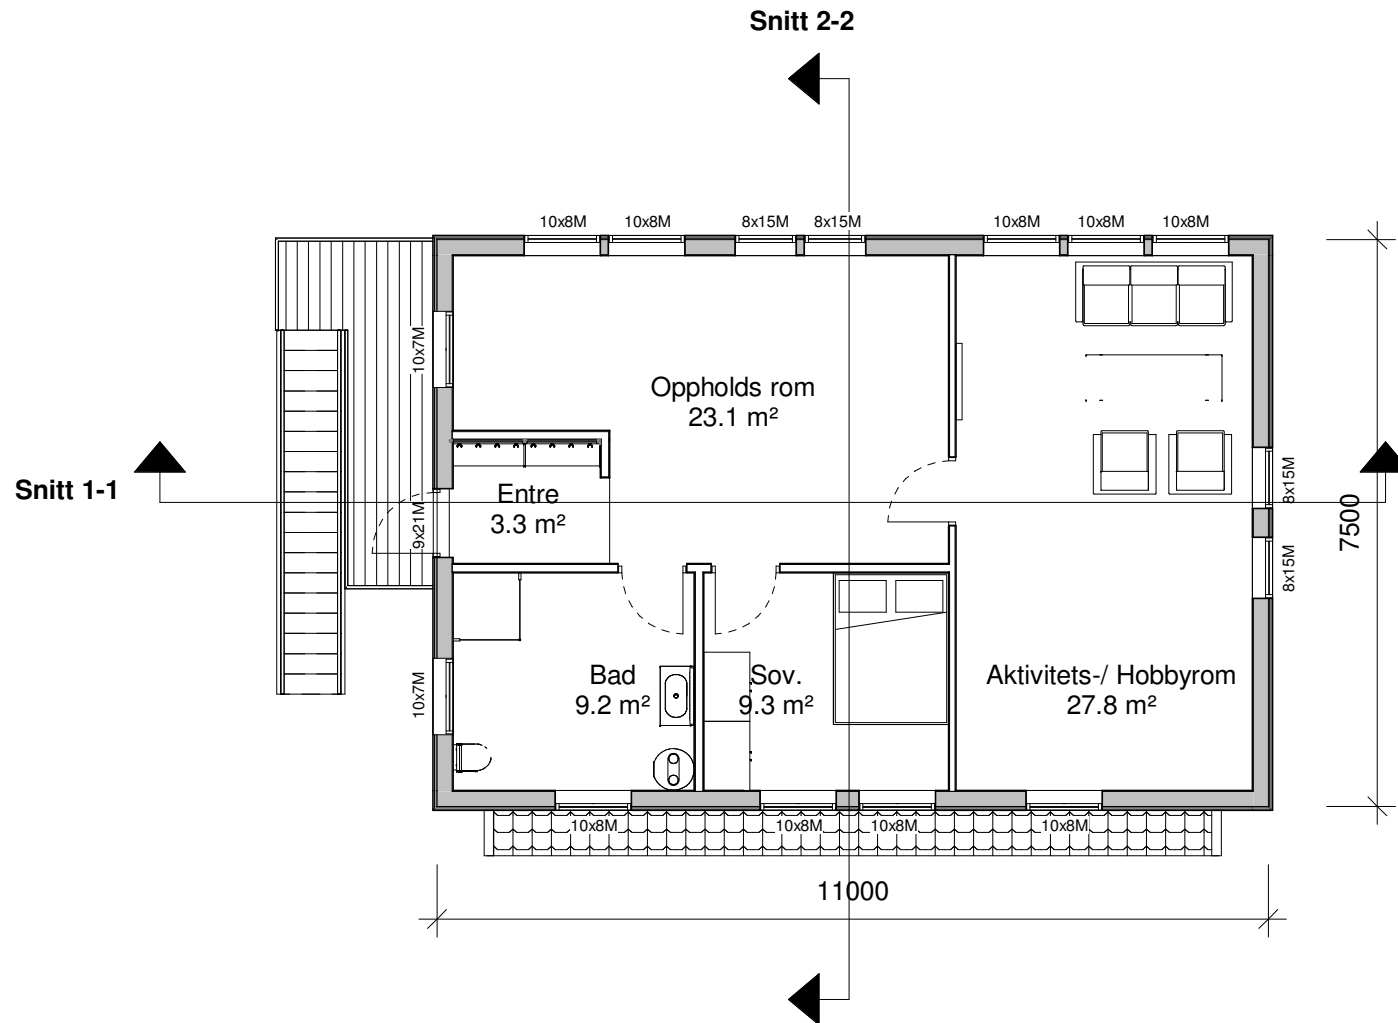 Snitt 2-2
10x8M 10x8M 8x15M 8x15M 10x8M 10x8M 10x8M
10x7M
Oppholds rom
23.1 m²
Snitt 1-1
Entre
3.3 m²
9x21M
8x15M
7500
8x15M
10x7M
Bad
9.2 m²
Sov.
9.3 m²
Aktivitets-/ Hobbyrom
27.8 m²
10x8M 10x8M 10x8M 10x8M
11000